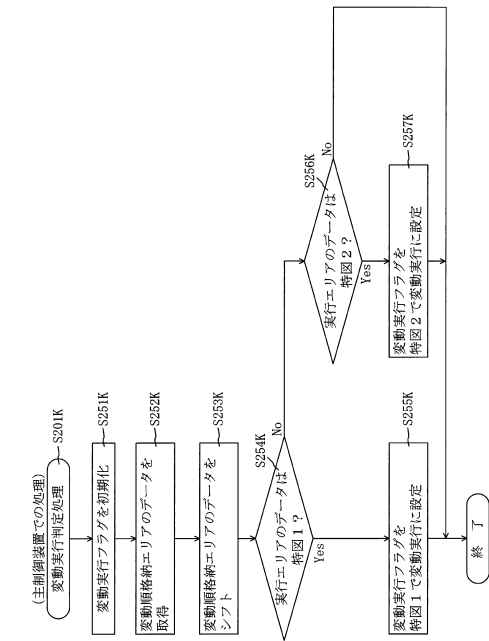 (主制御装置での処理)
変動実行判定処理
S201K
変動実行フラグを初期化
S251K
変動順格納エリアのデータを
取得
S252K
変動順格納エリアのデータを
シフト
S253K
実行エリアのデータは
特図1?
S254K
No
Yes
変動実行フラグを
特図1で変動実行に設定
S255K
実行エリアのデータは
特図2?
S256K
No
Yes
変動実行フラグを
特図2で変動実行に設定
S257K
終 了